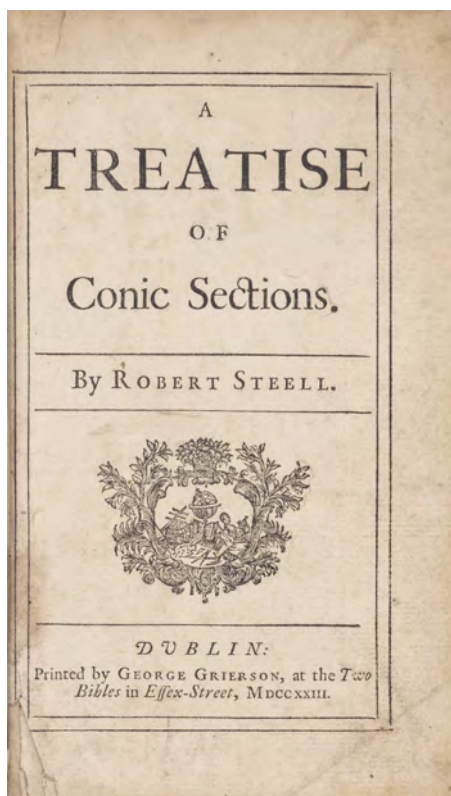 A
TREATISE
OF
Conic Sections.
By ROBERT STEELL.
DVBLIN:
Printed by GEORGE GRIERSON, at the Two
Bibles in Eſſex-Street, MDCCXXIII.